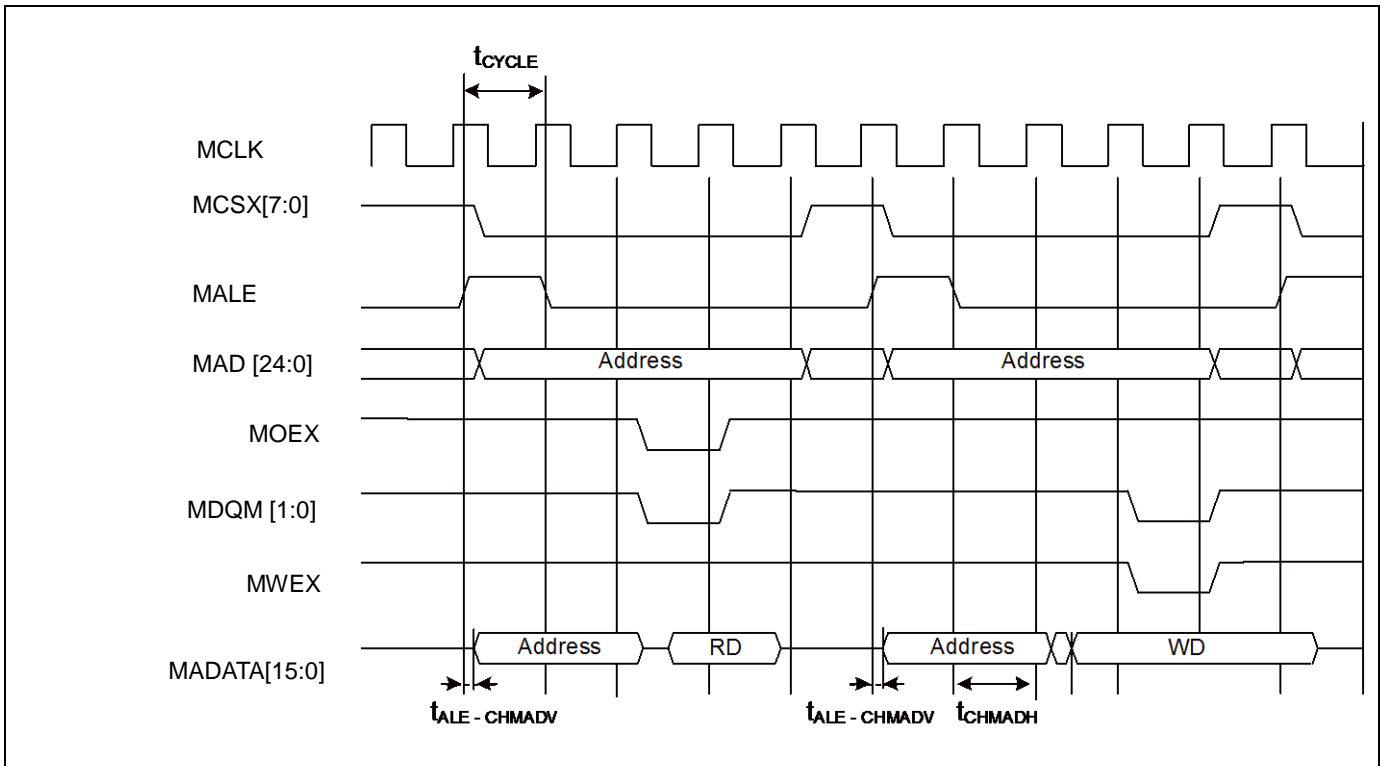 tCYCLE
MCLK
MCSX[7:0]
MALE
MAD [24:0]
Address
Address
MOEX
MDQM [1:0]
MWEX
MADATA[15:0]
Address
RD
Address
WD
tALE - CHMADV
tALE - CHMADV
tCHMADH